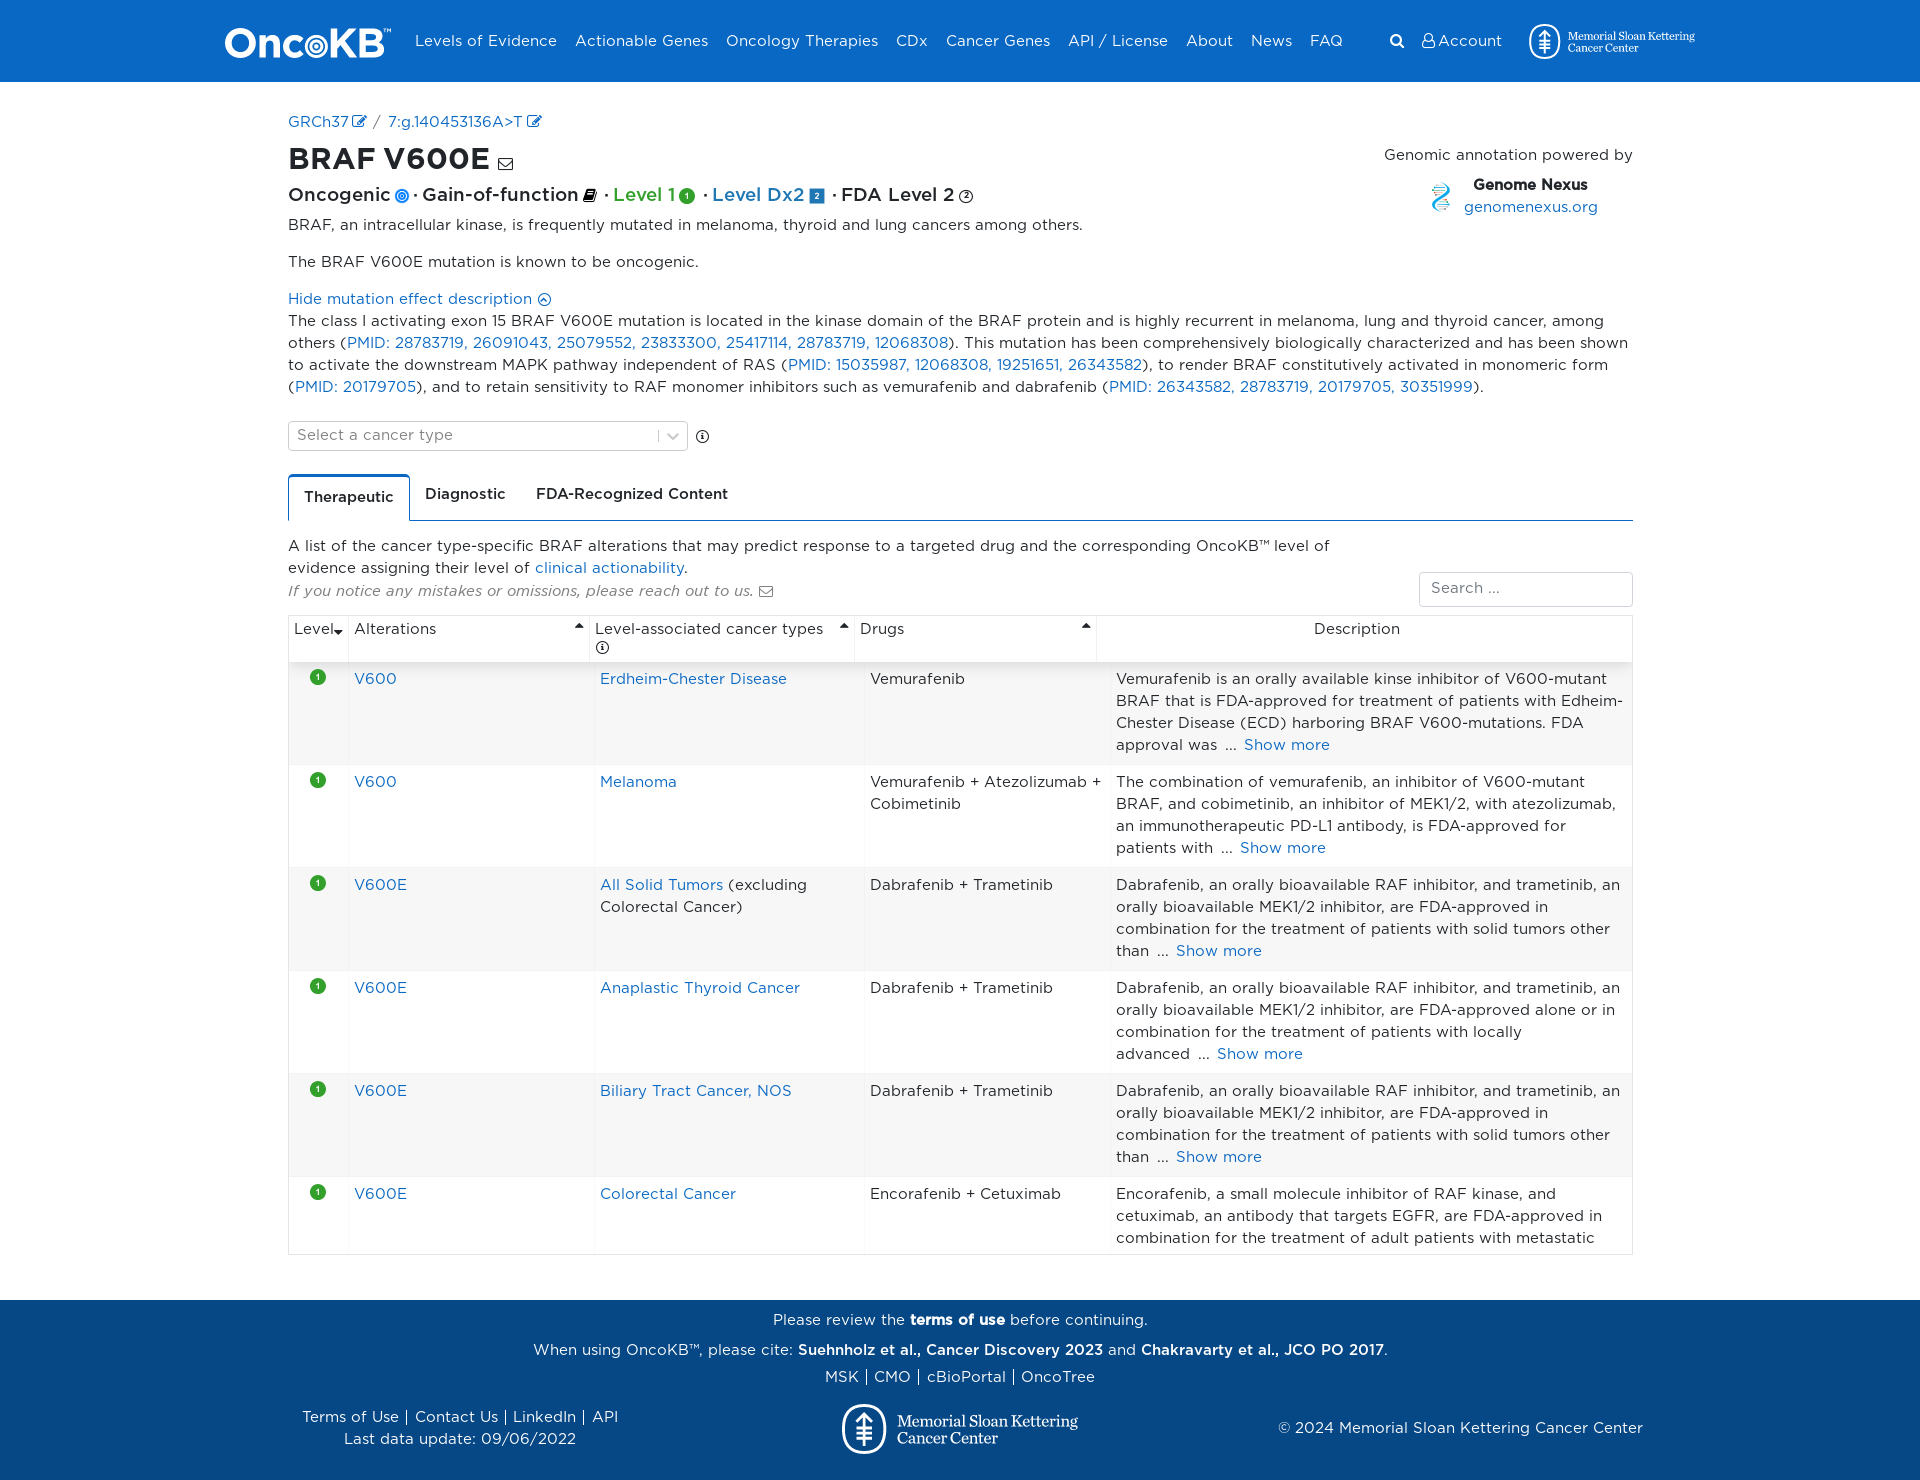 OncoKB™ Levels of Evidence Actionable Genes Oncology Therapies CDx Cancer Genes API / License About News FAQ Account Memorial Sloan Kettering Cancer Center
GRCh37 / 7:g.140453136A>T
BRAF V600E
Genomic annotation powered by
Genome Nexus
genomenexus.org
Oncogenic · Gain-of-function · Level 1 1 · Level Dx2 2 · FDA Level 2 2
BRAF, an intracellular kinase, is frequently mutated in melanoma, thyroid and lung cancers among others.
The BRAF V600E mutation is known to be oncogenic.
Hide mutation effect description
The class I activating exon 15 BRAF V600E mutation is located in the kinase domain of the BRAF protein and is highly recurrent in melanoma, lung and thyroid cancer, among
others (PMID: 28783719, 26091043, 25079552, 23833300, 25417114, 28783719, 12068308). This mutation has been comprehensively biologically characterized and has been shown
to activate the downstream MAPK pathway independent of RAS (PMID: 15035987, 12068308, 19251651, 26343582), to render BRAF constitutively activated in monomeric form
(PMID: 20179705), and to retain sensitivity to RAF monomer inhibitors such as vemurafenib and dabrafenib (PMID: 26343582, 28783719, 20179705, 30351999).
Select a cancer type
Therapeutic Diagnostic FDA-Recognized Content
A list of the cancer type-specific BRAF alterations that may predict response to a targeted drug and the corresponding OncoKB™ level of
evidence assigning their level of clinical actionability.
If you notice any mistakes or omissions, please reach out to us.
Search ...
Level Alterations Level-associated cancer types Drugs Description
1 V600 Erdheim-Chester Disease Vemurafenib Vemurafenib is an orally available kinse inhibitor of V600-mutant
BRAF that is FDA-approved for treatment of patients with Edheim-
Chester Disease (ECD) harboring BRAF V600-mutations. FDA
approval was ... Show more
1 V600 Melanoma Vemurafenib + Atezolizumab + The combination of vemurafenib, an inhibitor of V600-mutant
Cobimetinib BRAF, and cobimetinib, an inhibitor of MEK1/2, with atezolizumab,
an immunotherapeutic PD-L1 antibody, is FDA-approved for
patients with ... Show more
1 V600E All Solid Tumors (excluding Dabrafenib + Trametinib Dabrafenib, an orally bioavailable RAF inhibitor, and trametinib, an
Colorectal Cancer) orally bioavailable MEK1/2 inhibitor, are FDA-approved in
combination for the treatment of patients with solid tumors other
than ... Show more
1 V600E Anaplastic Thyroid Cancer Dabrafenib + Trametinib Dabrafenib, an orally bioavailable RAF inhibitor, and trametinib, an
orally bioavailable MEK1/2 inhibitor, are FDA-approved alone or in
combination for the treatment of patients with locally
advanced ... Show more
1 V600E Biliary Tract Cancer, NOS Dabrafenib + Trametinib Dabrafenib, an orally bioavailable RAF inhibitor, and trametinib, an
orally bioavailable MEK1/2 inhibitor, are FDA-approved in
combination for the treatment of patients with solid tumors other
than ... Show more
1 V600E Colorectal Cancer Encorafenib + Cetuximab Encorafenib, a small molecule inhibitor of RAF kinase, and
cetuximab, an antibody that targets EGFR, are FDA-approved in
combination for the treatment of adult patients with metastatic
Please review the terms of use before continuing.
When using OncoKB™, please cite: Suehnholz et al., Cancer Discovery 2023 and Chakravarty et al., JCO PO 2017.
MSK | CMO | cBioPortal | OncoTree
Terms of Use | Contact Us | LinkedIn | API
Last data update: 09/06/2022
Memorial Sloan Kettering
Cancer Center
© 2024 Memorial Sloan Kettering Cancer Center